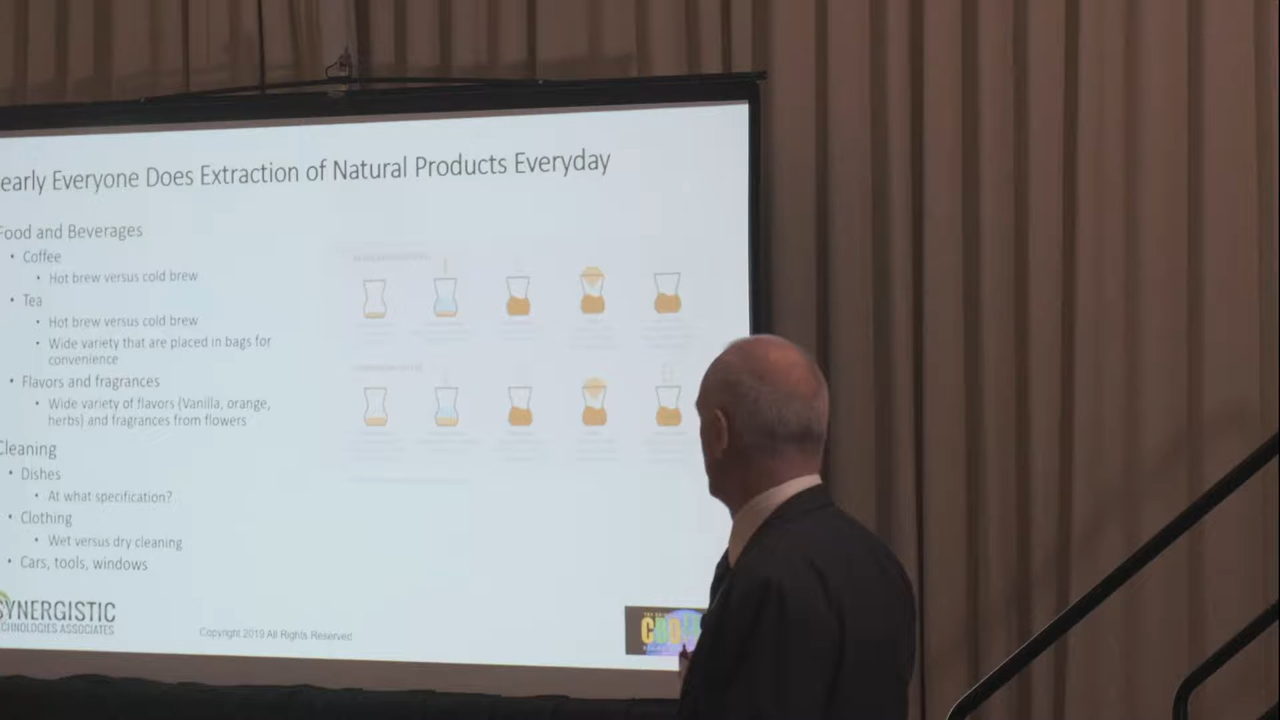 early Everyone Does Extraction of Natural Products Everyday
Food and Beverages
• Coffee
• Hot brew versus cold brew
• Tea
• Hot brew versus cold brew
• Wide variety that are placed in bags for
convenience
• Flavors and fragrances
• Wide variety of flavors (Vanilla, orange,
herbs) and fragrances from flowers
Cleaning
• Dishes
• At what specification?
• Clothing
• Wet versus dry cleaning
• Cars, tools, windows
SYNERGISTIC
TECHNOLOGIES ASSOCIATES
Copyright 2019 All Rights Reserved
CBD